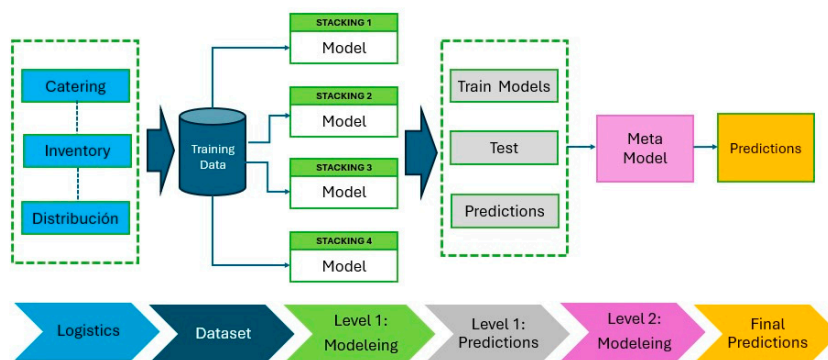 Catering
Inventory
Distribución
Training
Data
STACKING 1
Model
STACKING 2
Model
STACKING 3
Model
STACKING 4
Model
Train Models
Test
Predictions
Meta
Model
Predictions
Logistics
Dataset
Level 1:
Modeleing
Level 1:
Predictions
Level 2:
Modeleing
Final
Predictions